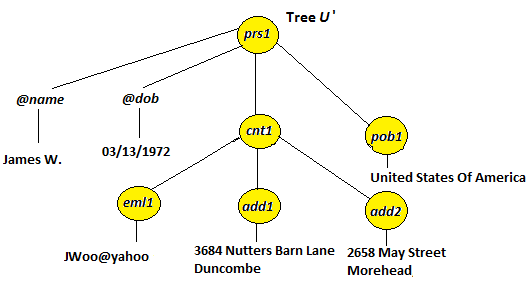 Tree U'
prs1
@name
@dob
James W.
03/13/1972
cnt1
pob1
United States Of America
eml1
add1
add2
JWoo@yahoo
3684 Nutters Barn Lane
Duncombe
2658 May Street
Morehead